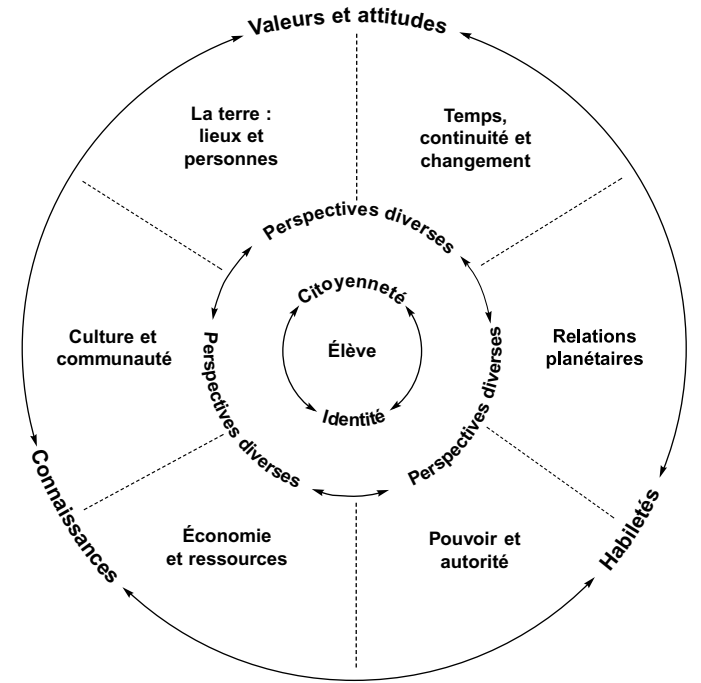 Valeurs et attitudes
La terre :
lieux et
personnes
Temps,
continuité et
changement
Perspectives diverses
Citoyenneté
Culture et
communauté
Perspectives diverses
Élève
Perspectives diverses
Relations
planétaires
Identité
Connaissances
Habiletés
Économie
et ressources
Pouvoir et
autorité